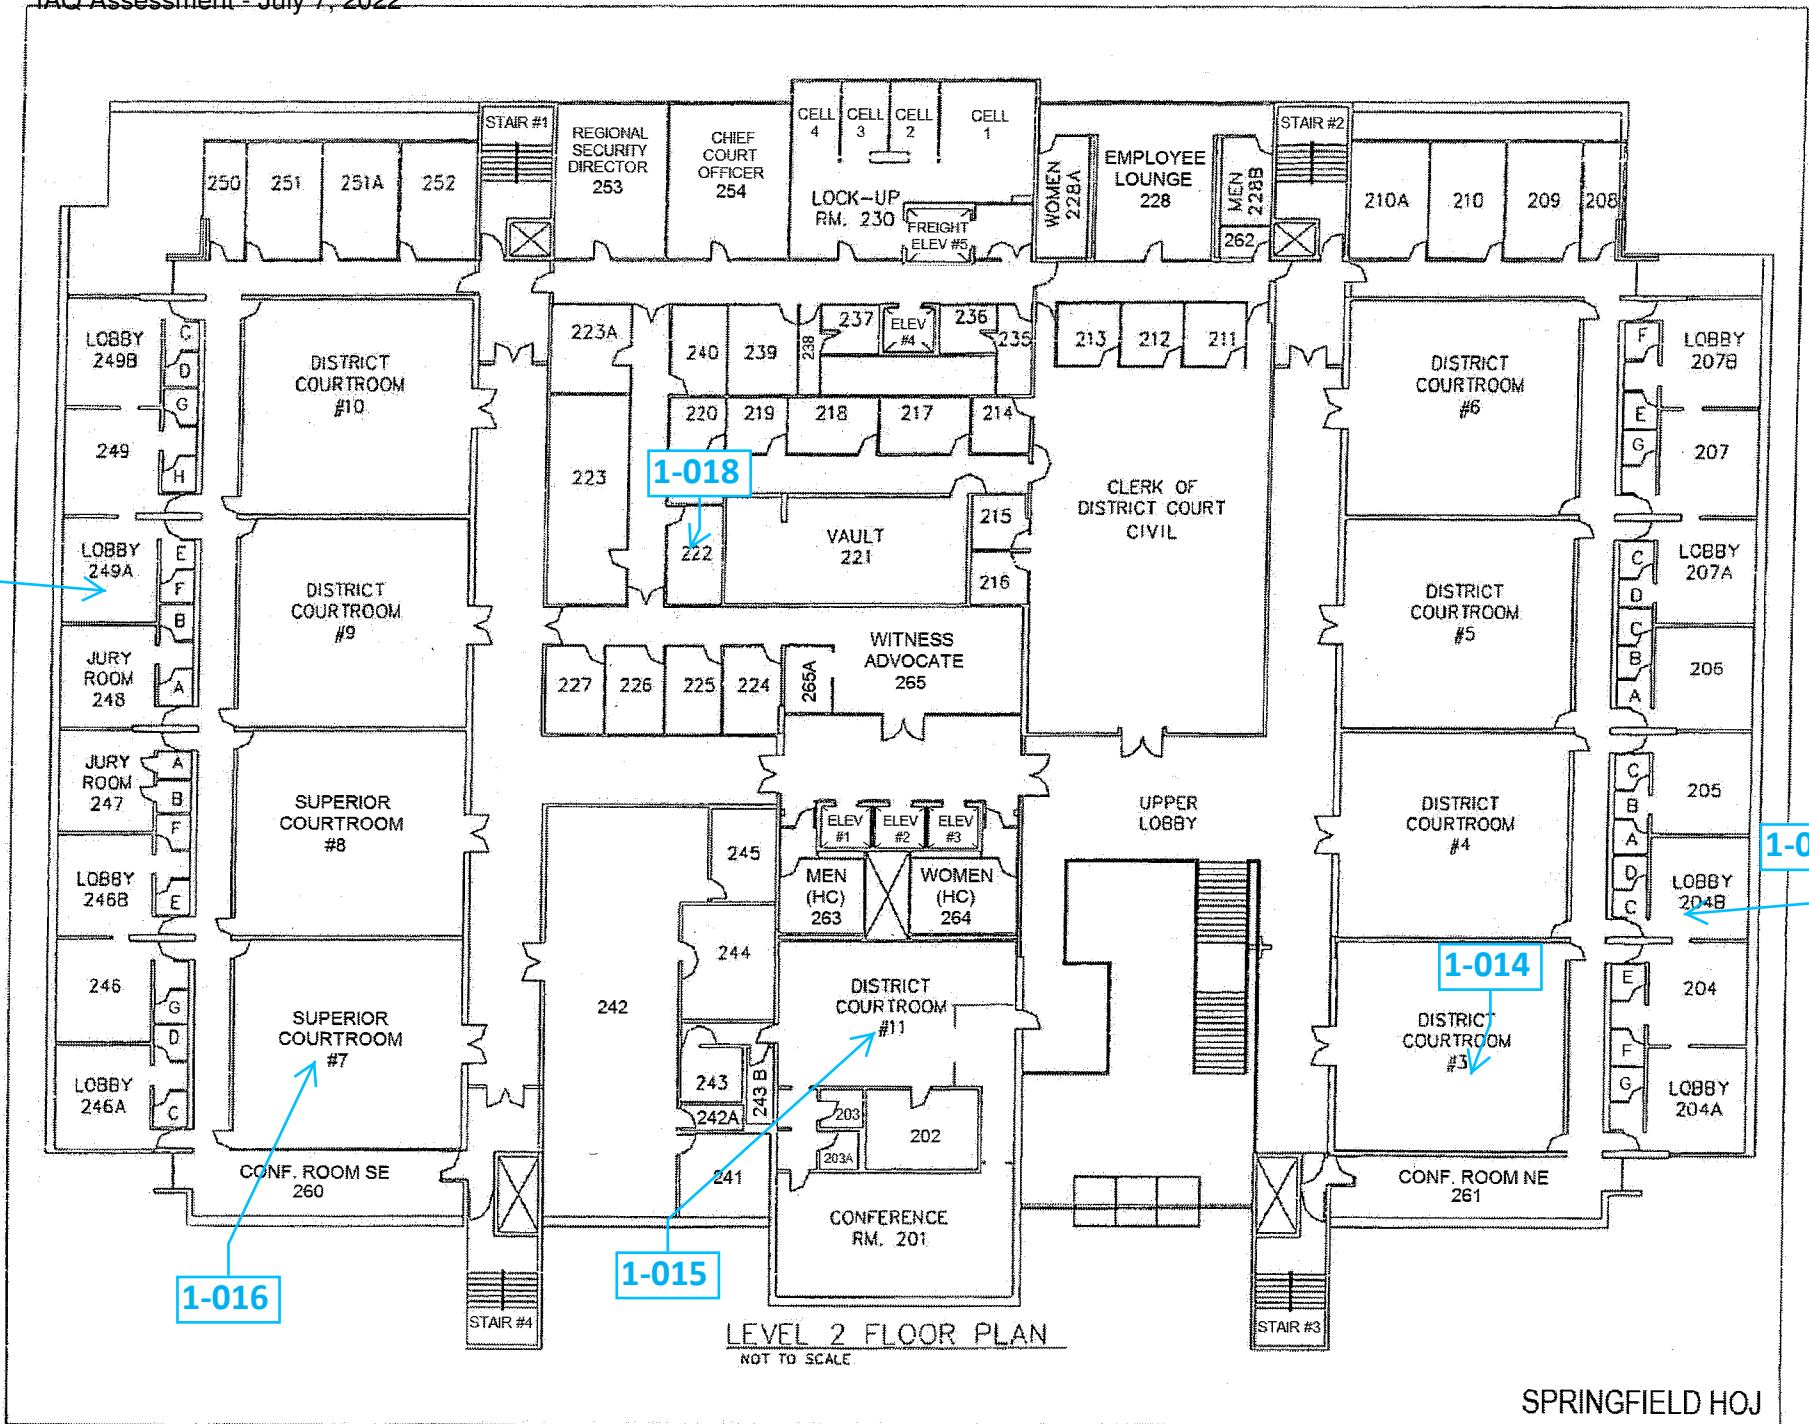 IAQ Assessment - July 7, 2022
STAIR #1
REGIONAL
SECURITY
DIRECTOR
253
CHIEF
COURT
OFFICER
254
CELL
4
CELL
3
CELL
2
CELL
1
LOCK-UP
RM. 230
FREIGHT
ELEV #5
WOMEN
228A
EMPLOYEE
LOUNGE
228
MEN
228B
262
STAIR #2
250
251
251A
252
210A
210
209
208
LOBBY
249B
C
D
G
H
249
DISTRICT
COURTROOM
#10
223A
240
239
238
237
ELEV
#4
236
235
213
212
211
DISTRICT
COURTROOM
#6
F
E
G
LOBBY
207B
207
220
219
218
217
214
223
1-018
222
VAULT
221
215
216
CLERK OF
DISTRICT COURT
CIVIL
LOBBY
249A
E
F
B
A
JURY
ROOM
248
DISTRICT
COURTROOM
#9
DISTRICT
COURTROOM
#5
C
D
C
B
A
LOBBY
207A
206
227
226
225
224
265A
WITNESS
ADVOCATE
265
JURY
ROOM
247
A
B
F
E
LOBBY
246B
SUPERIOR
COURTROOM
#8
245
244
242
ELEV
#1
ELEV
#2
ELEV
#3
MEN
(HC)
263
WOMEN
(HC)
264
UPPER
LOBBY
DISTRICT
COURTROOM
#4
C
B
A
D
C
205
1-0
LOBBY
204B
246
G
D
C
LOBBY
246A
SUPERIOR
COURTROOM
#7
243
242A
243 B
241
DISTRICT
COURTROOM
#11
203
203A
202
1-014
DISTRICT
COURTROOM
#3
E
F
G
204
LOBBY
204A
CONF. ROOM SE
260
CONFERENCE
RM. 201
CONF. ROOM NE
261
1-016
1-015
STAIR #4
STAIR #3
LEVEL 2 FLOOR PLAN
NOT TO SCALE
SPRINGFIELD HOJ